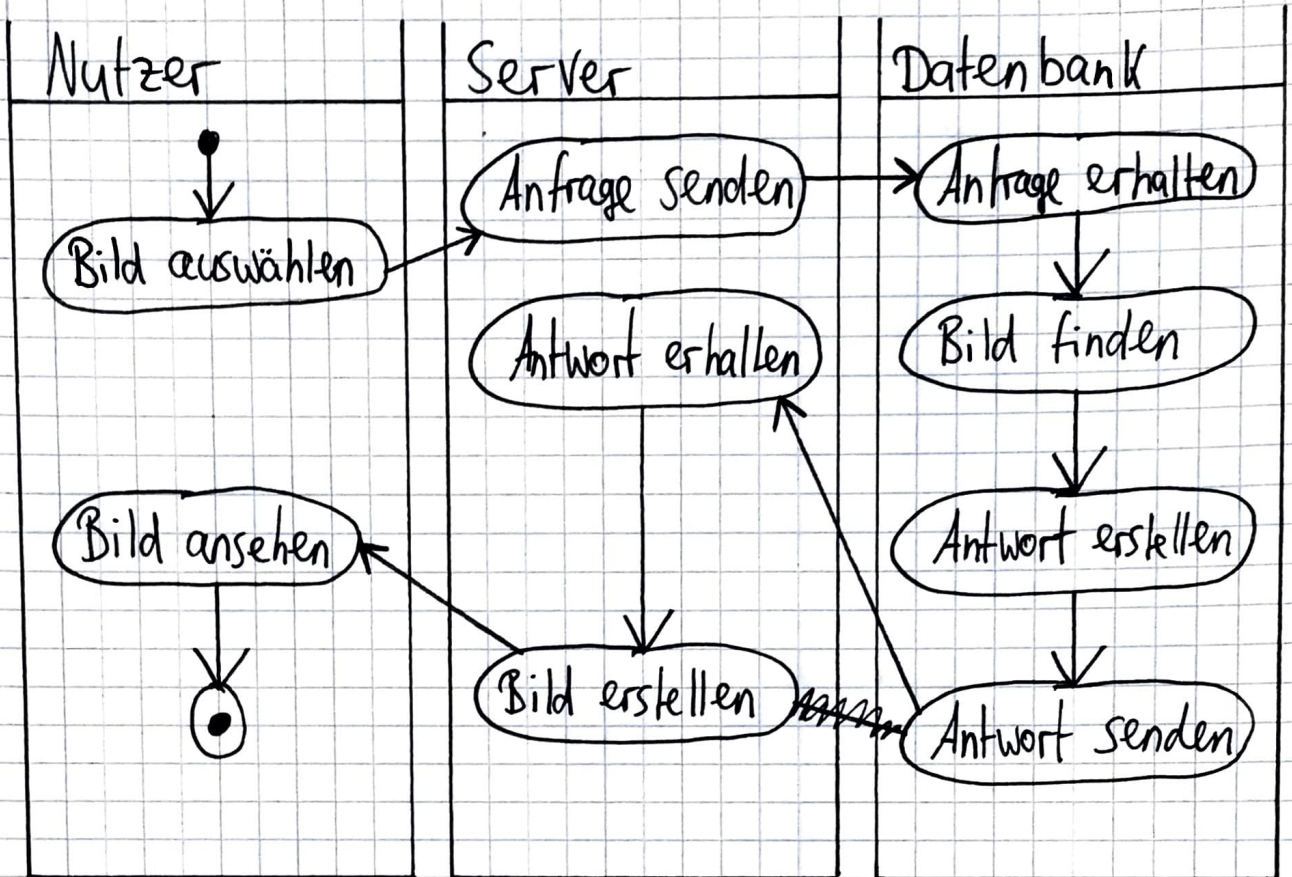 Nutzer
Server
Datenbank
Bild auswählen
Anfrage senden
Anfrage erhalten
Antwort erhalten
Bild finden
Bild ansehen
Antwort erstellen
Bild erstellen
Antwort senden